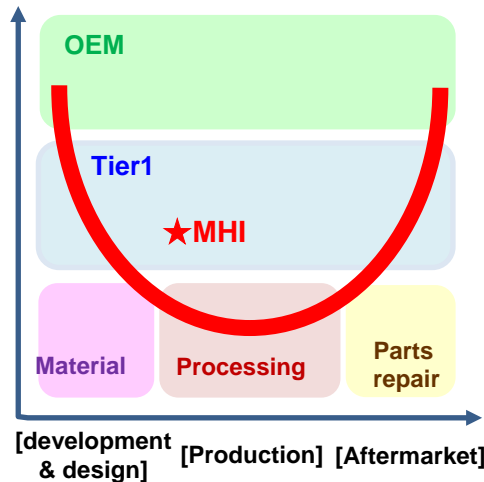 OEM
Tier1
★MHI
Material
Processing
Parts
repair
[development
& design]
[Production]
[Aftermarket]